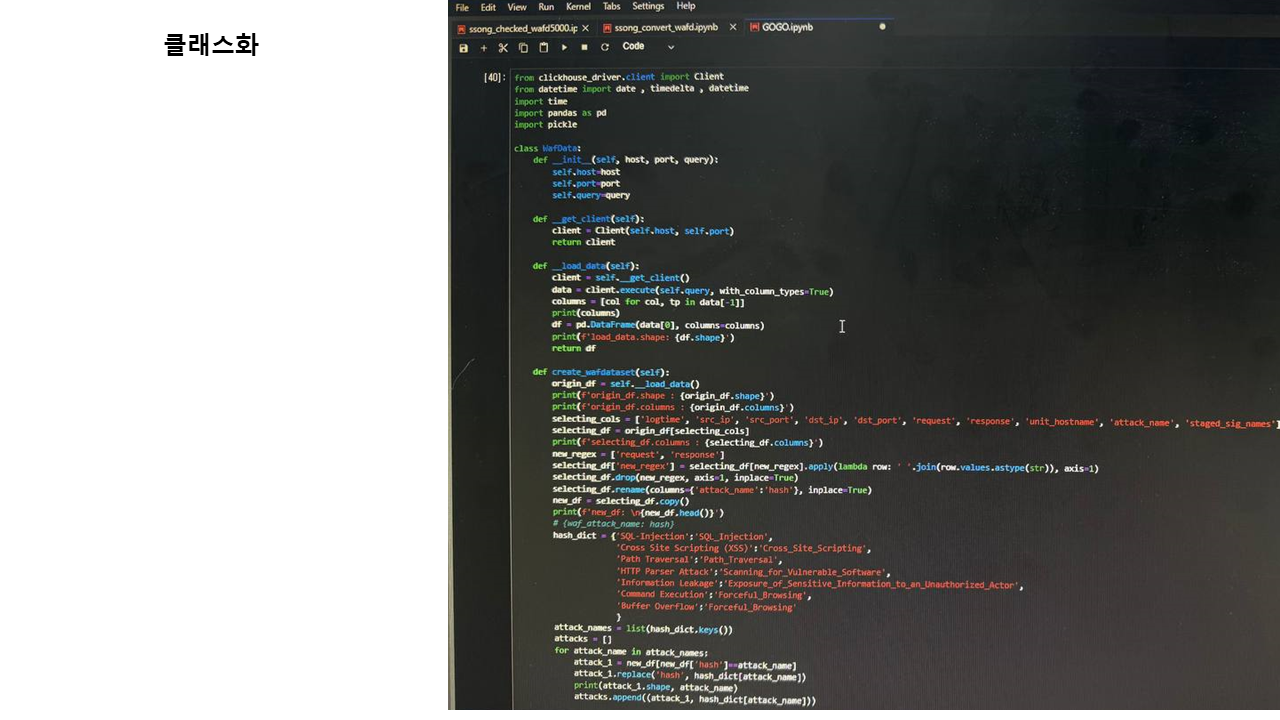 클래스화
File Edit View Run Kernel Tabs Settings Help
ssong_checked_wafd5000.ip ssong_convert_wafd.ipynb GOGO.ipynb
Code
[40]:
from clickhouse_driver.client import Client
from datetime import date , timedelta , datetime
import time
import pandas as pd
import pickle
class WafData:
def __init__(self, host, port, query):
self.host=host
self.port=port
self.query=query
def __get_client(self):
client = Client(self.host, self.port)
return client
def __load_data(self):
client = self.__get_client()
data = client.execute(self.query, with_column_types=True)
columns = [col for col, tp in data[-1]]
print(columns)
df = pd.DataFrame(data[0], columns=columns)
print(f'load_data.shape: {df.shape}')
return df
def create_wafdataset(self):
origin_df = self.__load_data()
print(f'origin_df.shape : {origin_df.shape}')
print(f'origin_df.columns : {origin_df.columns}')
selecting_cols = ['logtime', 'src_ip', 'src_port', 'dst_ip', 'dst_port', 'request', 'response', 'unit_hostname', 'attack_name', 'staged_sig_names']
selecting_df = origin_df[selecting_cols]
print(f'selecting_df.columns : {selecting_df.columns}')
new_regex = ['request', 'response']
selecting_df['new_regex'] = selecting_df[new_regex].apply(lambda row: ' '.join(row.values.astype(str)), axis=1)
selecting_df.drop(new_regex, axis=1, inplace=True)
selecting_df.rename(columns={'attack_name':'hash'}, inplace=True)
new_df = selecting_df.copy()
print(f'new_df: \n{new_df.head()}')
# {waf_attack_name: hash}
hash_dict = {'SQL-Injection':'SQL_Injection',
'Cross Site Scripting (XSS)':'Cross_Site_Scripting',
'Path Traversal':'Path_Traversal',
'HTTP Parser Attack':'Scanning_for_Vulnerable_Software',
'Information Leakage':'Exposure_of_Sensitive_Information_to_an_Unauthorized_Actor',
'Command Execution':'Forceful_Browsing',
'Buffer Overflow':'Forceful_Browsing'
}
attack_names = list(hash_dict.keys())
attacks = []
for attack_name in attack_names:
attack_1 = new_df[new_df['hash']==attack_name]
attack_1.replace('hash', hash_dict[attack_name])
print(attack_1.shape, attack_name)
attacks.append((attack_1, hash_dict[attack_name]))